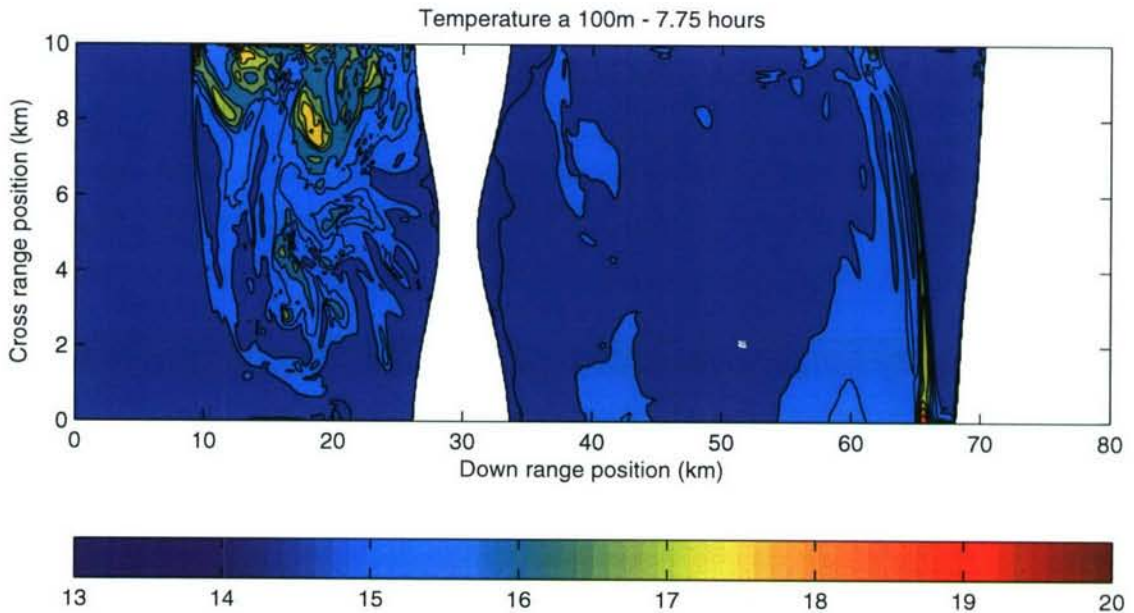 Temperature a 100m - 7.75 hours
Cross range position (km)
10
8
6
4
2
0
0 10 20 30 40 50 60 70 80
Down range position (km)
13 14 15 16 17 18 19 20